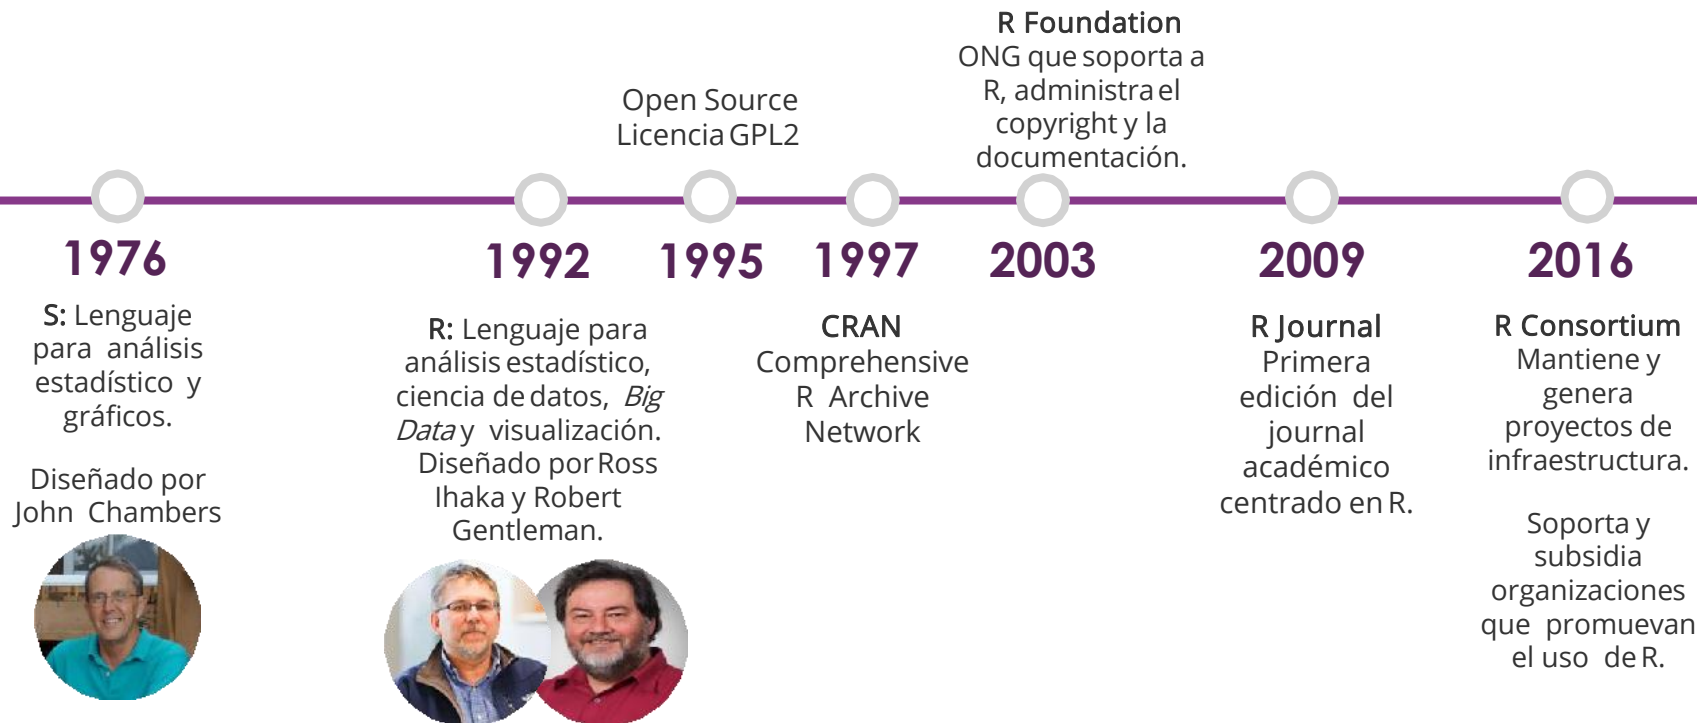 1976
S: Lenguaje
para análisis
estadístico y
gráficos.
Diseñado por
John Chambers
1992
R: Lenguaje para
análisis estadístico,
ciencia de datos, Big
Data y visualización.
Diseñado por Ross
Ihaka y Robert
Gentleman.
Open Source
Licencia GPL2
1995
1997
CRAN
Comprehensive
R Archive
Network
R Foundation
ONG que soporta a
R, administra el
copyright y la
documentación.
2003
2009
R Journal
Primera
edición del
journal
académico
centrado en R.
2016
R Consortium
Mantiene y
genera
proyectos de
infraestructura.
Soporta y
subsidia
organizaciones
que promuevan
el uso de R.